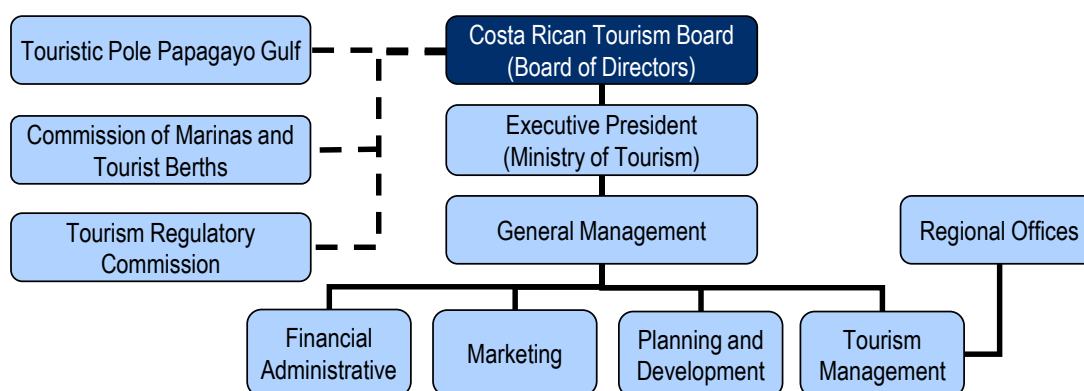 Touristic Pole Papagayo Gulf
Costa Rican Tourism Board
(Board of Directors)
Commission of Marinas and
Tourist Berths
Executive President
(Ministry of Tourism)
Tourism Regulatory
Commission
General Management
Regional Offices
Financial
Administrative
Marketing
Planning and
Development
Tourism
Management